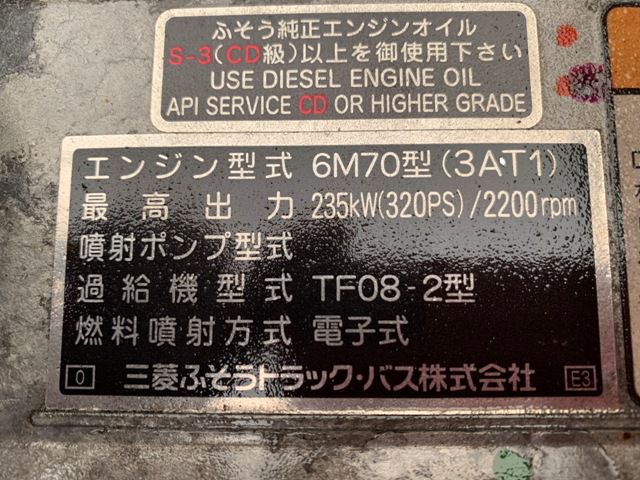 ふそう純正エンジンオイル
S-3(CD級)以上を御使用下さい
USE DIESEL ENGINE OIL
API SERVICE CD OR HIGHER GRADE
エンジン型式 6M70型(3AT1)
最高出力 235kW(320PS)/2200rpm
噴射ポンプ型式
過給機型式 TF08-2型
燃料噴射方式 電子式
0 三菱ふそうトラック・バス株式会社 E3